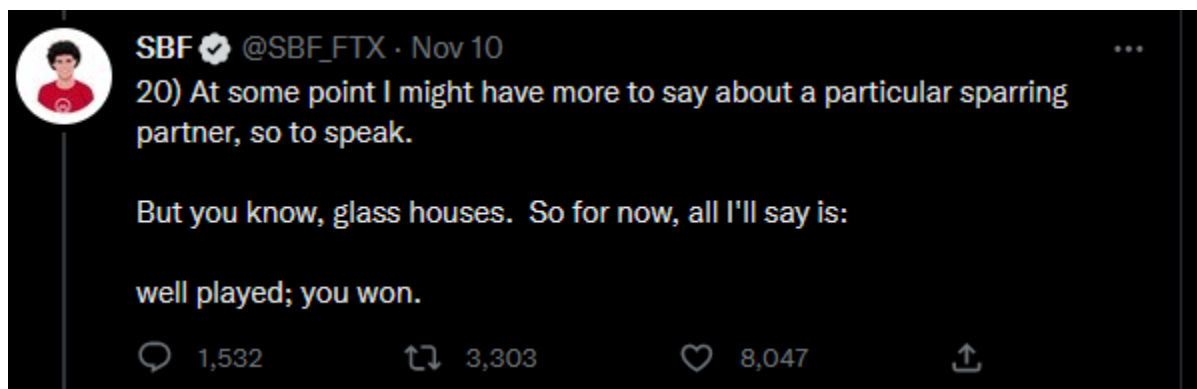 SBF @SBF_FTX · Nov 10
20) At some point I might have more to say about a particular sparring
partner, so to speak.
But you know, glass houses.  So for now, all I'll say is:
well played; you won.
1,532 3,303 8,047